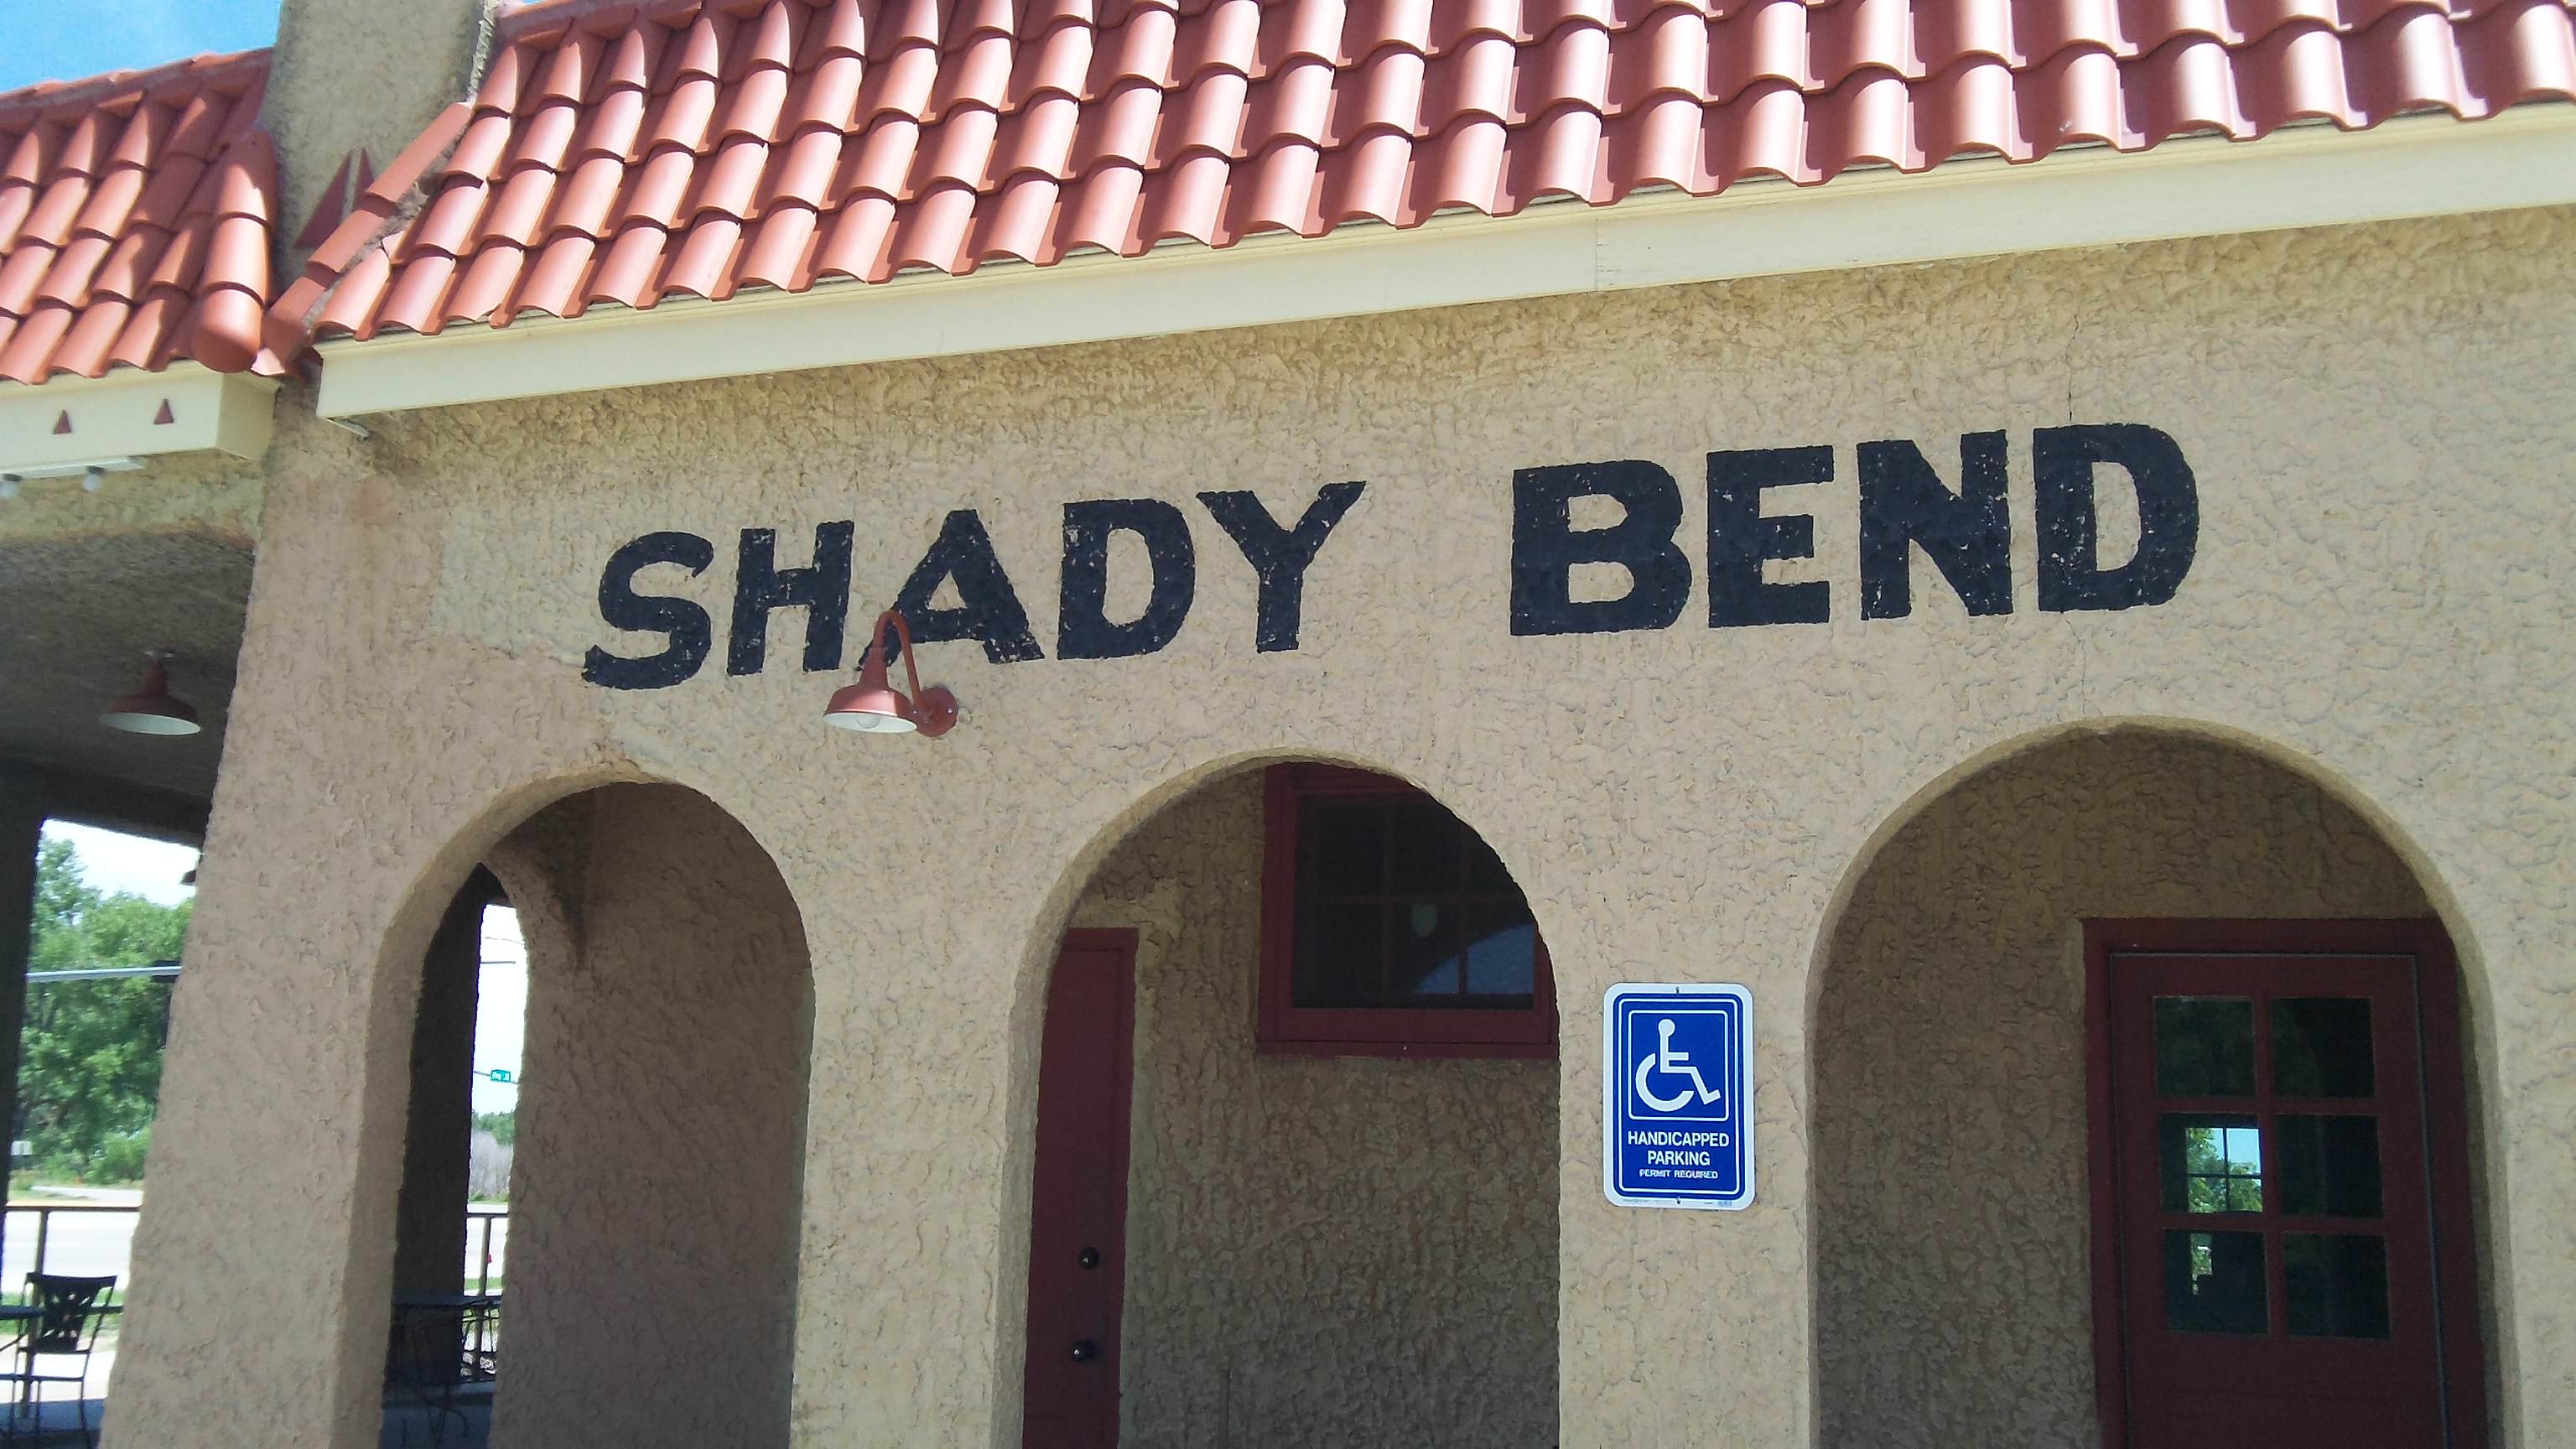 SHADY BEND
HANDICAPPED
PARKING
PERMIT REQUIRED